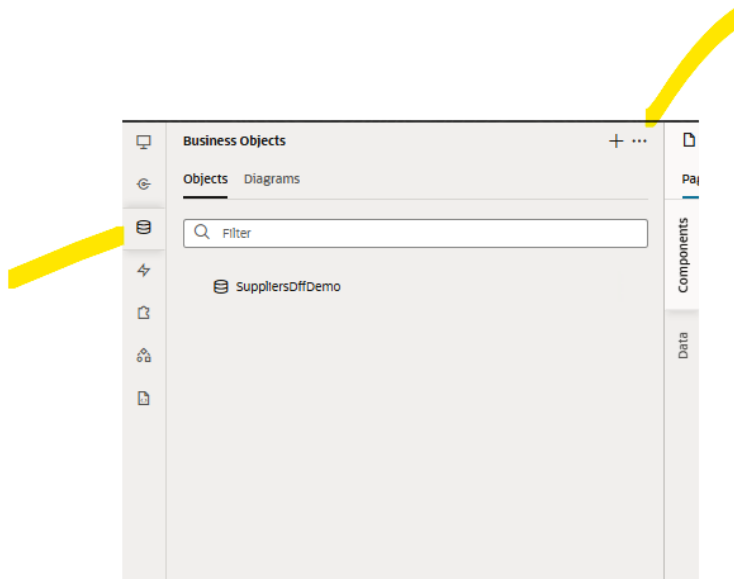 Business Objects
Objects Diagrams
Filter
SuppliersDffDemo
Components
Data